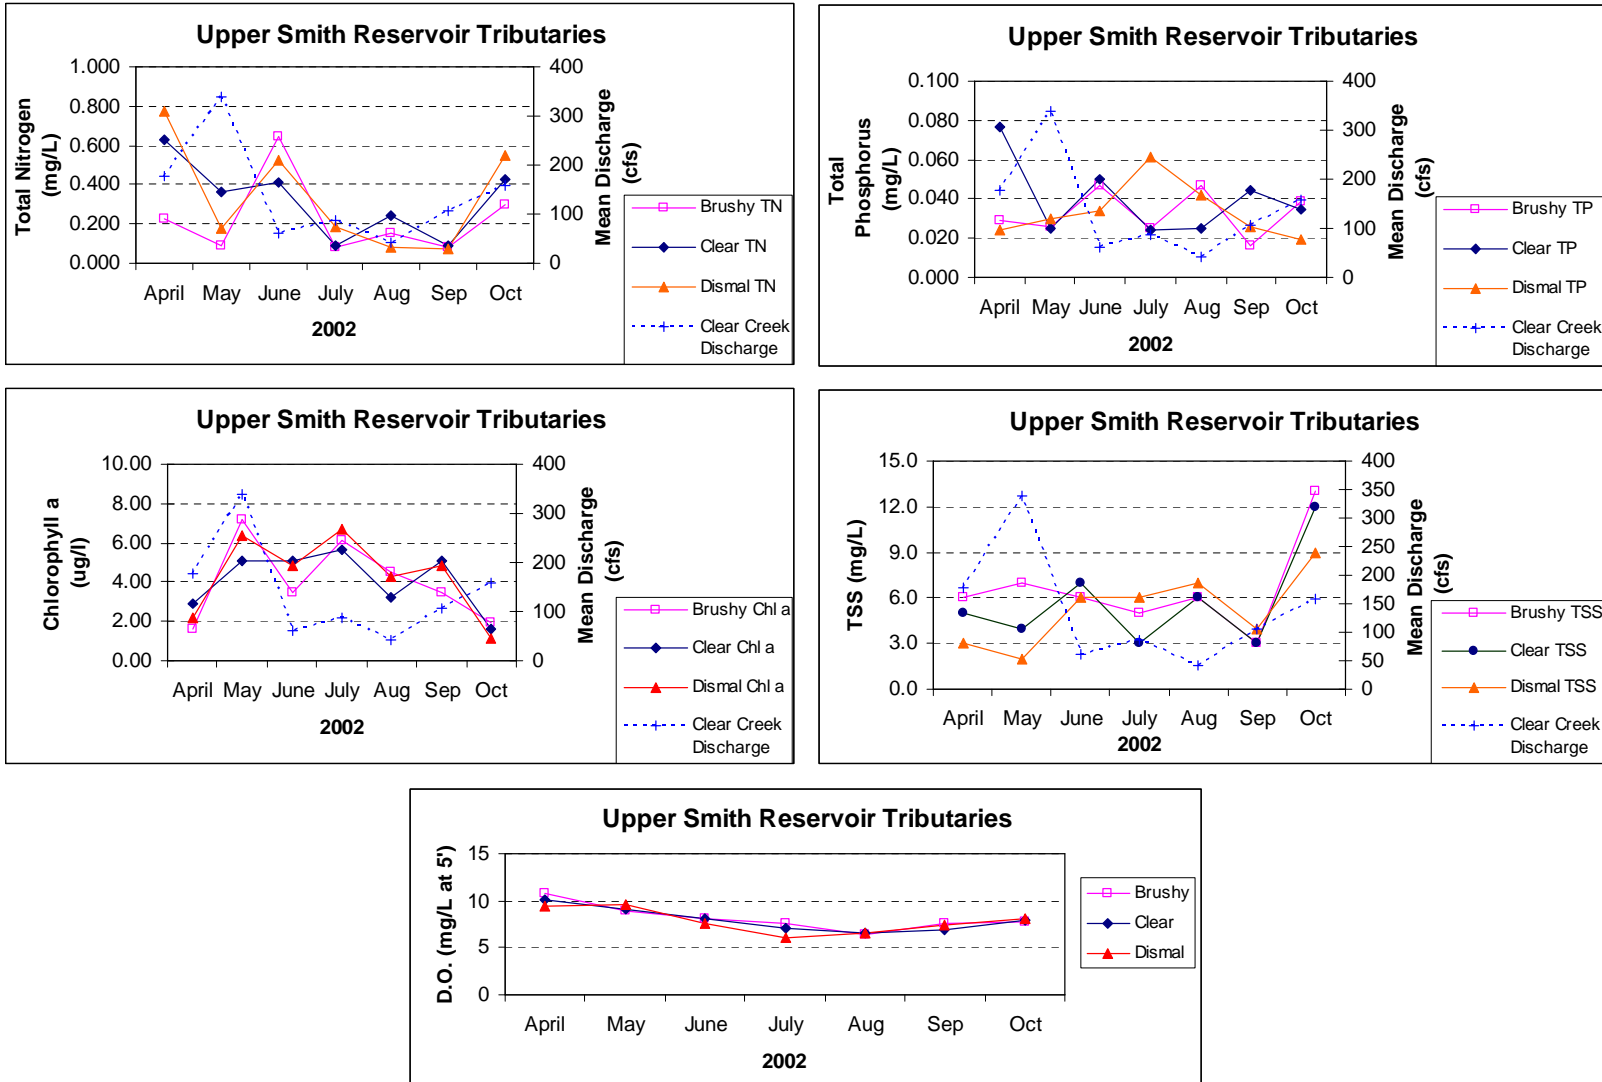 Upper Smith Reservoir Tributaries
Total Nitrogen
(mg/L)
1.000
0.800
0.600
0.400
0.200
0.000
400
300
200
100
0
Mean Discharge
(cfs)
April May June July Aug Sep Oct
2002
Brushy TN
Clear TN
Dismal TN
Clear Creek
Discharge
Upper Smith Reservoir Tributaries
Total
Phosphorus
(mg/L)
0.100
0.080
0.060
0.040
0.020
0.000
400
300
200
100
0
Mean Discharge
(cfs)
April May June July Aug Sep Oct
2002
Brushy TP
Clear TP
Dismal TP
Clear Creek
Discharge
Upper Smith Reservoir Tributaries
Chlorophyll a
(ug/l)
10.00
8.00
6.00
4.00
2.00
0.00
400
300
200
100
0
Mean Discharge
(cfs)
April May June July Aug Sep Oct
2002
Brushy Chl a
Clear Chl a
Dismal Chl a
Clear Creek
Discharge
Upper Smith Reservoir Tributaries
TSS (mg/L)
15.0
12.0
9.0
6.0
3.0
0.0
400
350
300
250
200
150
100
50
0
Mean Discharge
(cfs)
April May June July Aug Sep Oct
2002
Brushy TSS
Clear TSS
Dismal TSS
Clear Creek
Discharge
Upper Smith Reservoir Tributaries
D.O. (mg/L at 5')
15
10
5
0
April May June July Aug Sep Oct
2002
Brushy
Clear
Dismal